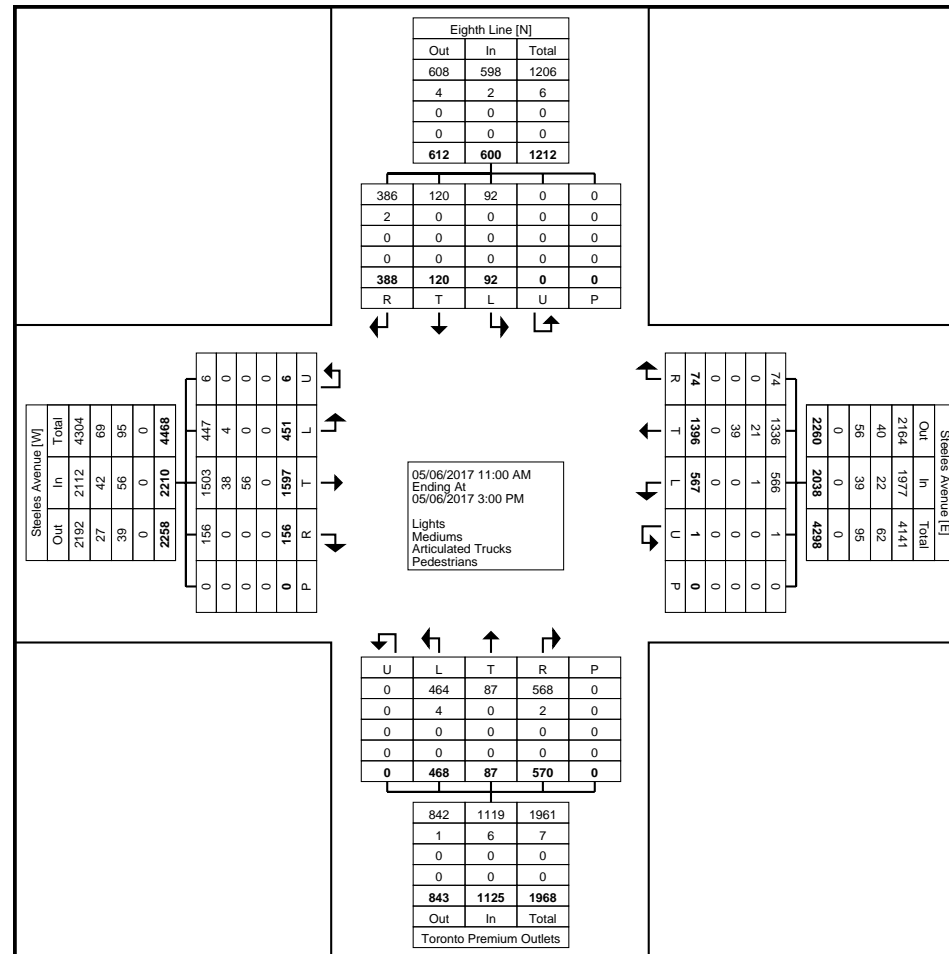 Eighth Line [N]
Out In Total
608 598 1206
4 2 6
0 0 0
0 0 0
612 600 1212
386 120 92 0 0
2 0 0 0 0
0 0 0 0 0
0 0 0 0 0
388 120 92 0 0
R T L U P
Steeles Avenue [W]
Total In Out
4304 2112 2192
69 42 27
95 56 39
0 0 0
4468 2210 2258
6 447 1503 156 0
0 4 38 0 0
0 0 56 0 0
0 0 0 0 0
6 451 1597 156 0
U L T R P
05/06/2017 11:00 AM
Ending At
05/06/2017 3:00 PM
Lights
Mediums
Articulated Trucks
Pedestrians
Steeles Avenue [E]
Out In Total
2164 1977 4141
40 22 62
56 39 95
0 0 0
2260 2038 4298
74 1336 566 1 0
0 21 1 0 0
0 39 0 0 0
0 0 0 0 0
74 1396 567 1 0
R T L U P
U L T R P
0 464 87 568 0
0 4 0 2 0
0 0 0 0 0
0 0 0 0 0
0 468 87 570 0
842 1119 1961
1 6 7
0 0 0
0 0 0
843 1125 1968
Out In Total
Toronto Premium Outlets